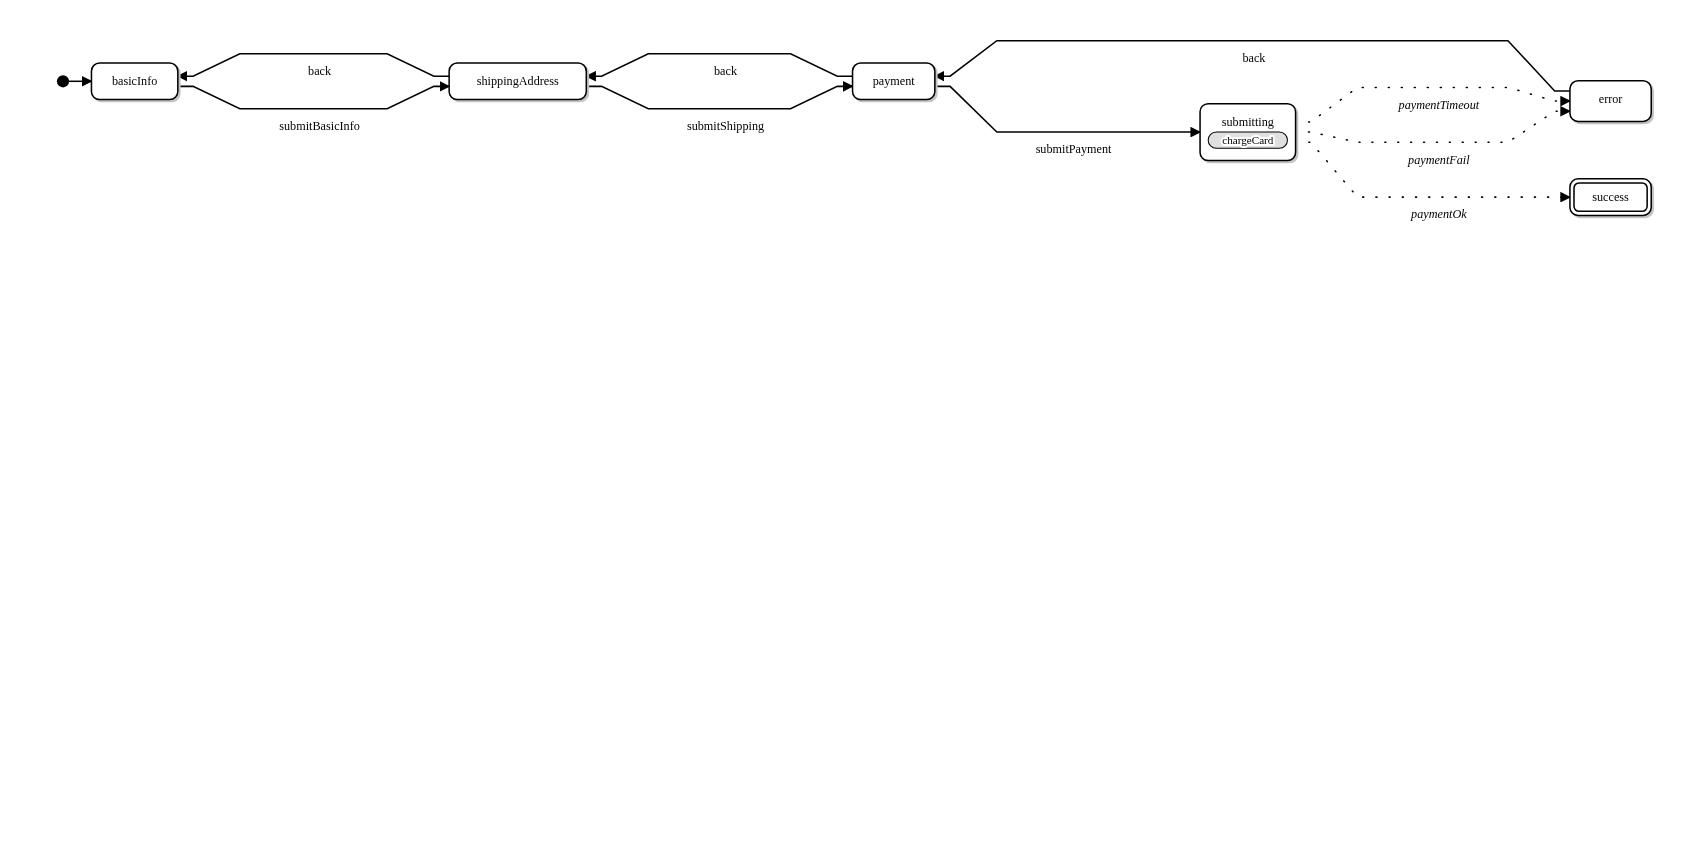 basicInfo
back
submitBasicInfo
shippingAddress
back
submitShipping
payment
back
submitPayment
submitting
chargeCard
paymentTimeout
paymentFail
paymentOk
error
success